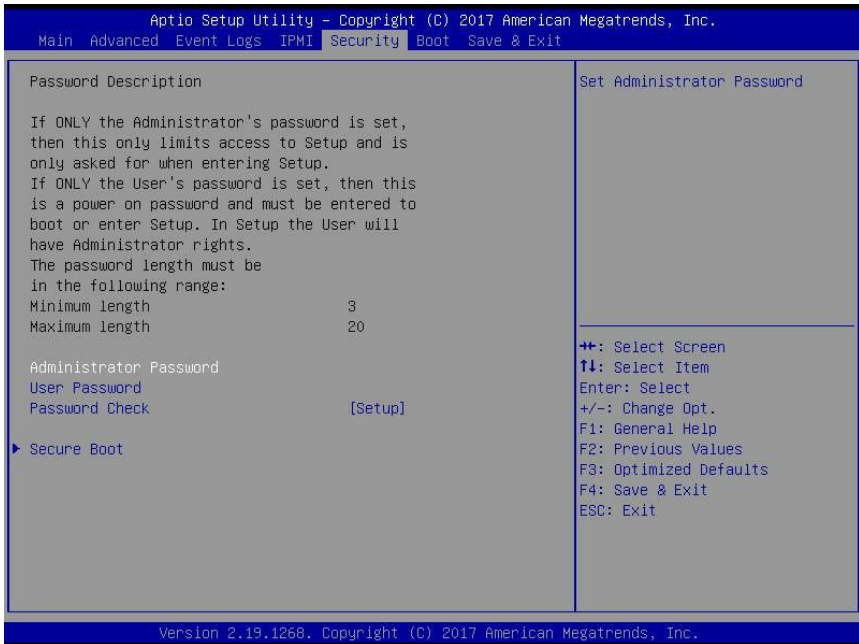 Aptio Setup Utility – Copyright (C) 2017 American Megatrends, Inc.
Main Advanced Event Logs IPMI Security Boot Save & Exit
Password Description
If ONLY the Administrator's password is set,
then this only limits access to Setup and is
only asked for when entering Setup.
If ONLY the User's password is set, then this
is a power on password and must be entered to
boot or enter Setup. In Setup the User will
have Administrator rights.
The password length must be
in the following range:
Minimum length 3
Maximum length 20
Administrator Password
User Password
Password Check [Setup]
Secure Boot
Set Administrator Password
→←: Select Screen
↑↓: Select Item
Enter: Select
+/-: Change Opt.
F1: General Help
F2: Previous Values
F3: Optimized Defaults
F4: Save & Exit
ESC: Exit
Version 2.19.1268. Copyright (C) 2017 American Megatrends, Inc.